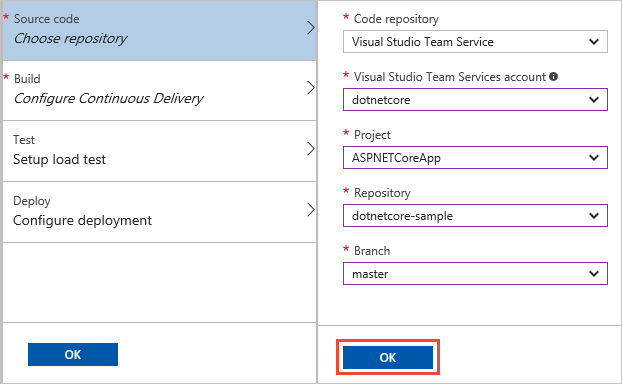 * Source code
Choose repository
* Build
Configure Continuous Delivery
Test
Setup load test
Deploy
Configure deployment
OK
* Code repository
Visual Studio Team Service
* Visual Studio Team Services account
dotnetcore
* Project
ASPNETCoreApp
* Repository
dotnetcore-sample
* Branch
master
OK